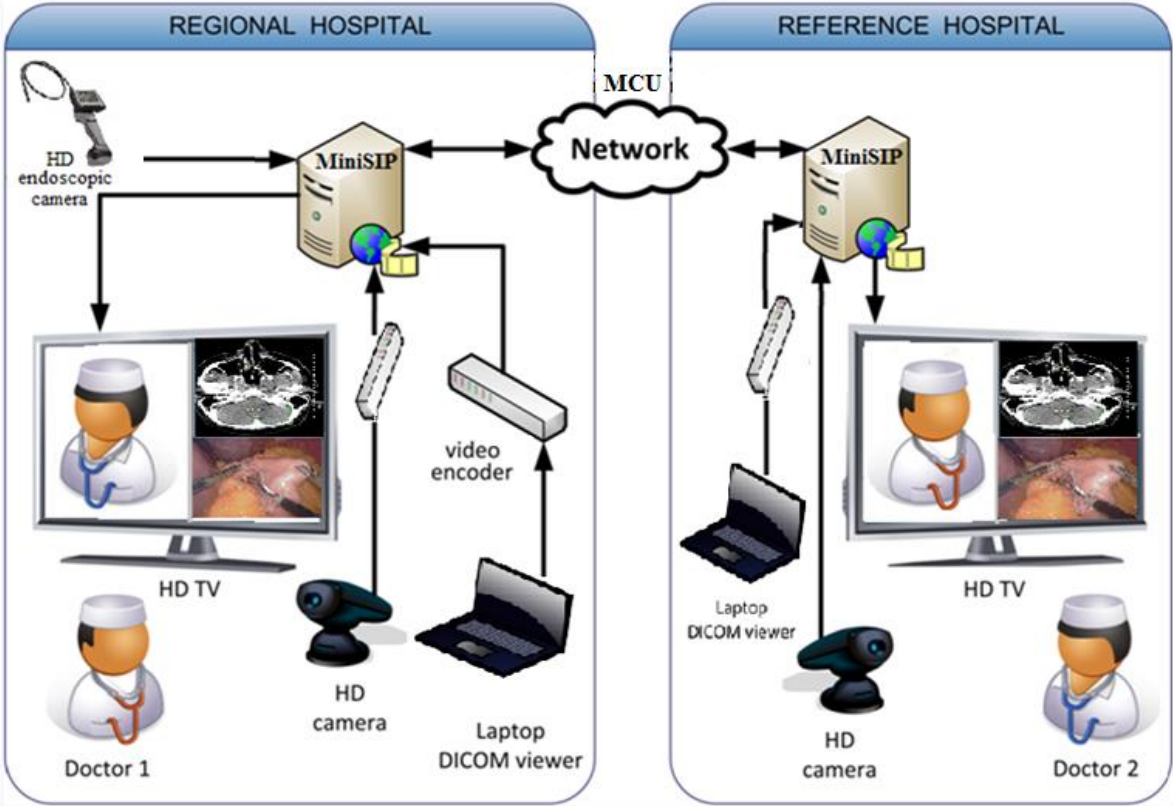 REGIONAL HOSPITAL
REFERENCE HOSPITAL
MCU
Network
HD
endoscopic
camera
MiniSIP
MiniSIP
video
encoder
HD TV
HD TV
Laptop
DICOM viewer
HD
camera
Laptop
DICOM viewer
HD
camera
Doctor 1
Doctor 2